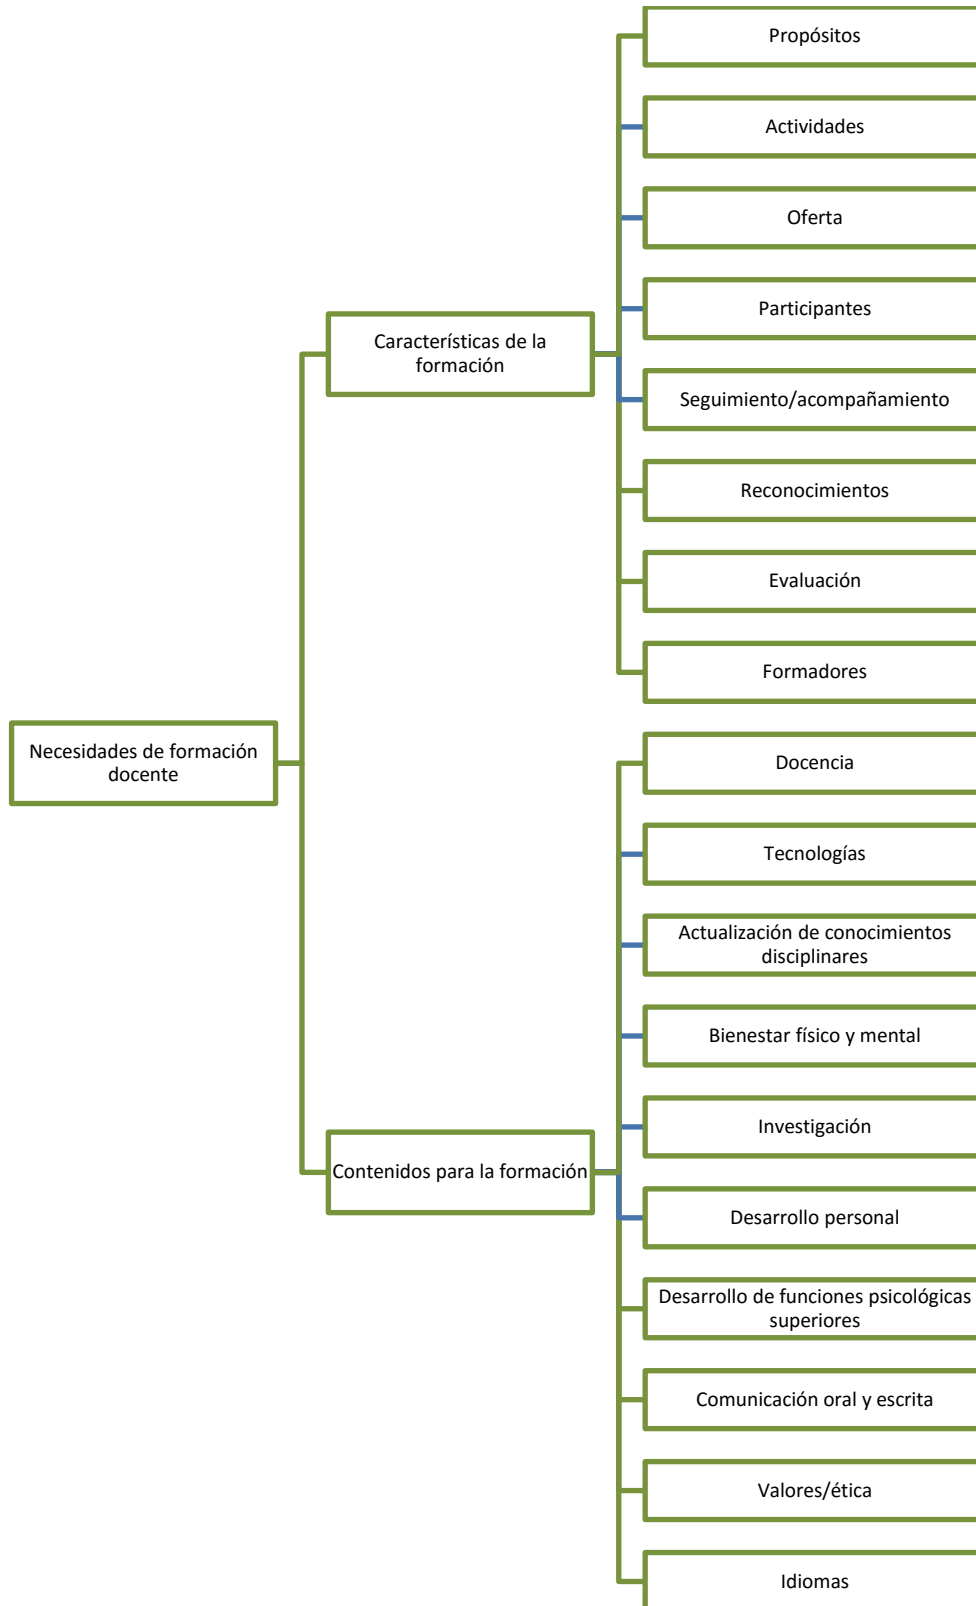 Propósitos
Actividades
Oferta
Participantes
Características de la
formación
Seguimiento/acompañamiento
Reconocimientos
Evaluación
Formadores
Necesidades de formación
docente
Docencia
Tecnologías
Actualización de conocimientos
disciplinares
Bienestar físico y mental
Investigación
Contenidos para la formación
Desarrollo personal
Desarrollo de funciones psicológicas
superiores
Comunicación oral y escrita
Valores/ética
Idiomas